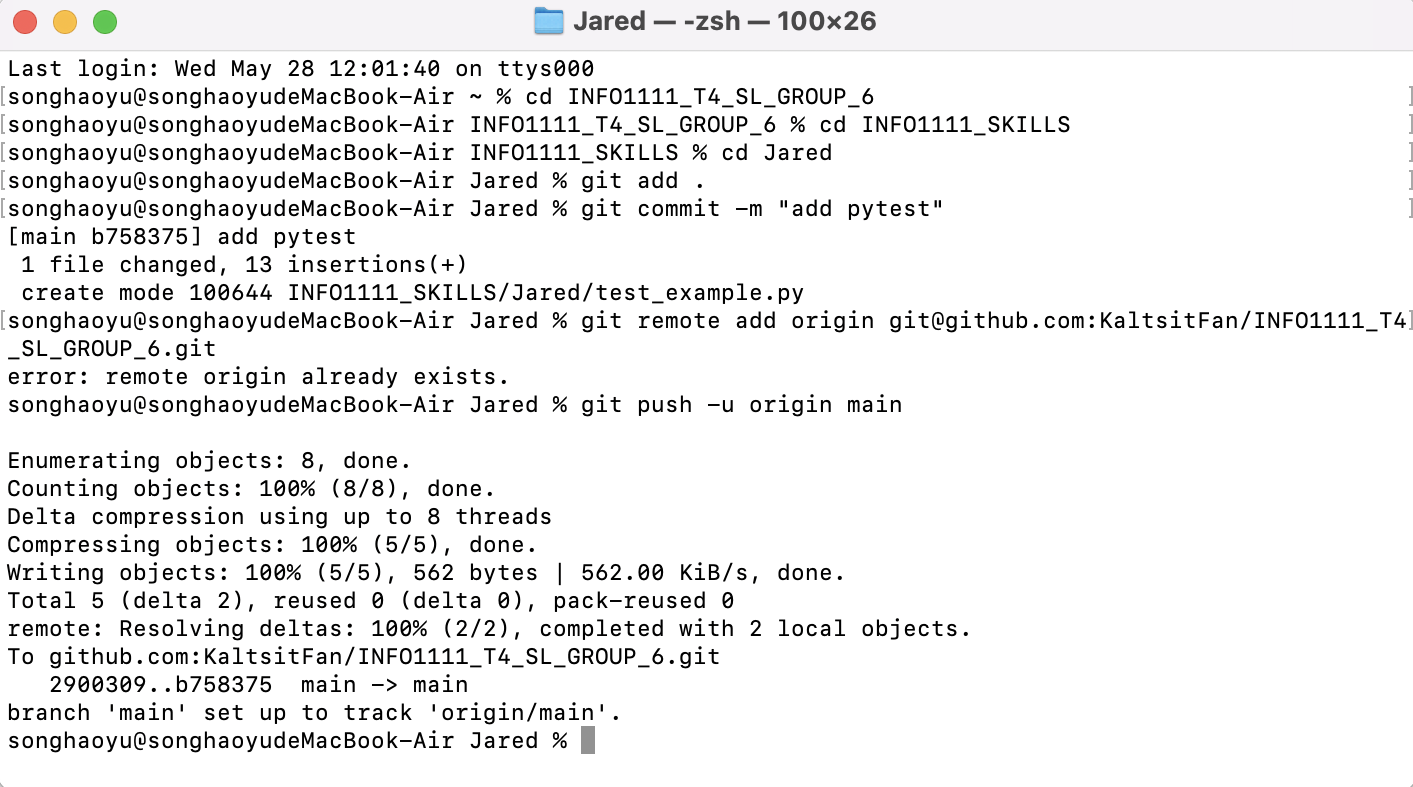 Jared — -zsh — 100×26
Last login: Wed May 28 12:01:40 on ttys000
[songhaoyu@songhaoyudeMacBook-Air ~ % cd INFO1111_T4_SL_GROUP_6 ]
[songhaoyu@songhaoyudeMacBook-Air INFO1111_T4_SL_GROUP_6 % cd INFO1111_SKILLS ]
[songhaoyu@songhaoyudeMacBook-Air INFO1111_SKILLS % cd Jared ]
[songhaoyu@songhaoyudeMacBook-Air Jared % git add . ]
[songhaoyu@songhaoyudeMacBook-Air Jared % git commit -m "add pytest" ]
[main b758375] add pytest
 1 file changed, 13 insertions(+)
 create mode 100644 INFO1111_SKILLS/Jared/test_example.py
[songhaoyu@songhaoyudeMacBook-Air Jared % git remote add origin git@github.com:KaltsitFan/INFO1111_T4]
_SL_GROUP_6.git
error: remote origin already exists.
songhaoyu@songhaoyudeMacBook-Air Jared % git push -u origin main

Enumerating objects: 8, done.
Counting objects: 100% (8/8), done.
Delta compression using up to 8 threads
Compressing objects: 100% (5/5), done.
Writing objects: 100% (5/5), 562 bytes | 562.00 KiB/s, done.
Total 5 (delta 2), reused 0 (delta 0), pack-reused 0
remote: Resolving deltas: 100% (2/2), completed with 2 local objects.
To github.com:KaltsitFan/INFO1111_T4_SL_GROUP_6.git
   2900309..b758375  main -> main
branch 'main' set up to track 'origin/main'.
songhaoyu@songhaoyudeMacBook-Air Jared %